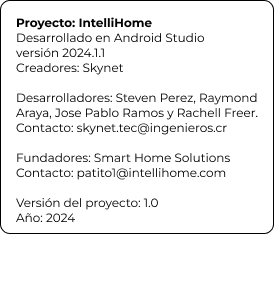 Proyecto: IntelliHome
Desarrollado en Android Studio
versión 2024.1.1
Creadores: Skynet
Desarrolladores: Steven Perez, Raymond
Araya, Jose Pablo Ramos y Rachell Freer.
Contacto: skynet.tec@ingenieros.cr
Fundadores: Smart Home Solutions
Contacto: patito1@intellihome.com
Versión del proyecto: 1.0
Año: 2024